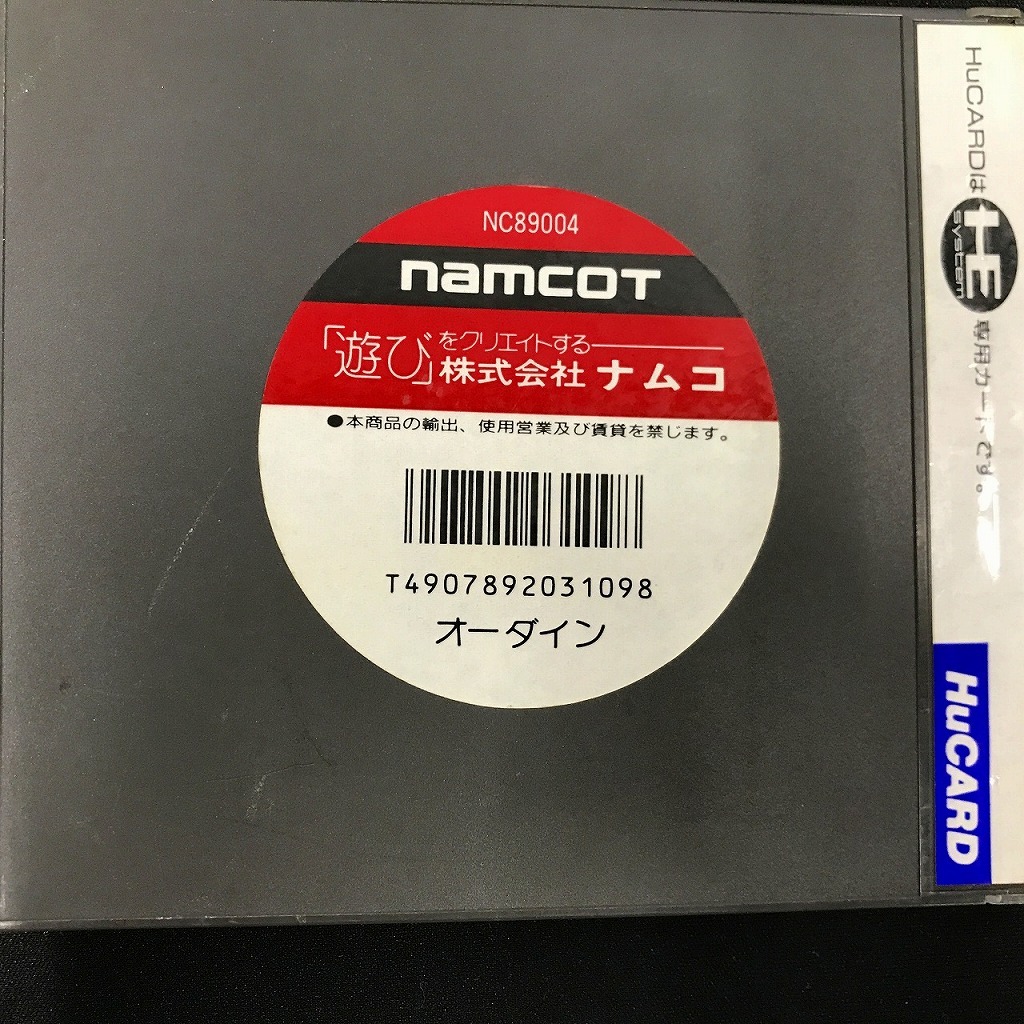 NC89004
namcot
「遊び」をクリエイトする
株式会社 ナムコ
●本商品の輸出、使用営業及び賃貸を禁じます。
T4907892031098
オーダイン
HuCARDは HE system 専用カードです。
HuCARD